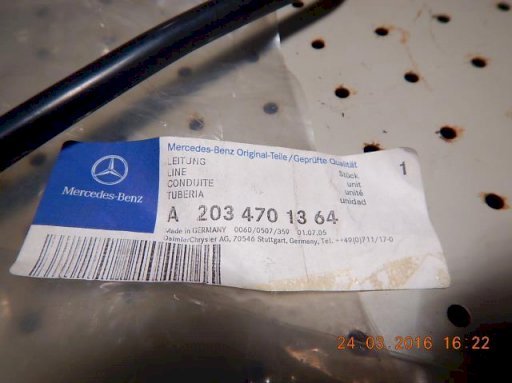 Mercedes-Benz
Mercedes-Benz Original-Teile/Geprüfte Qualität
LEITUNG
LINE
CONDUITE
TUBERIA
Stück
unit
unité
unidad
1
A 203 470 13 64
Made in GERMANY 0060/0507/359 01.07.05
DaimlerChrysler AG, 70546 Stuttgart, Germany, Tel. ++49(0)711/17-0
24.03.2016 16:22